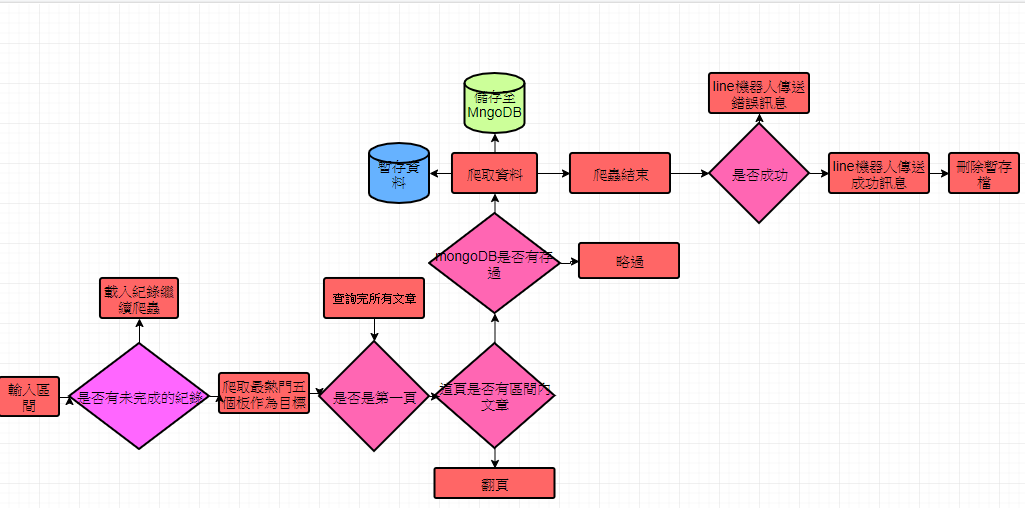 line機器人傳送
錯誤訊息
儲存至
MngoDB
暫存資
料
爬取資料
爬蟲結束
是否成功
line機器人傳送
成功訊息
刪除暫存
檔
mongoDB是否有存
過
略過
載入紀錄繼
續爬蟲
查詢完所有文章
輸入區
間
是否有未完成的紀錄
爬取最熱門五
個板作為目標
是否是第一頁
這頁是否有區間內
文章
翻頁